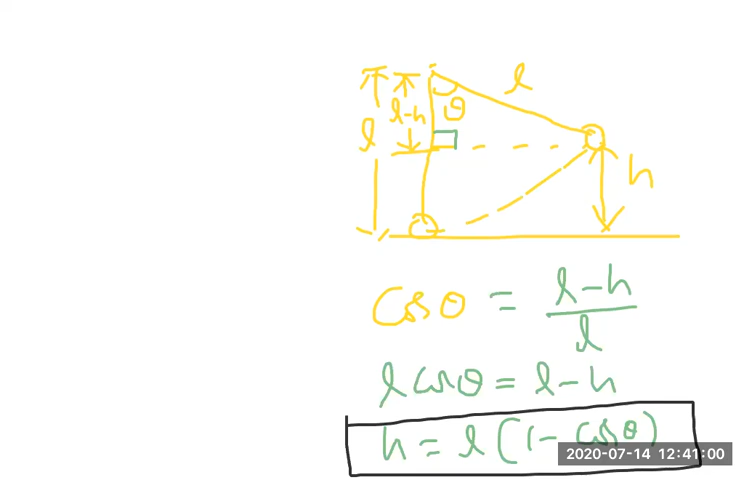 l
l-h
θ
l
h
cosθ = l-h/l
l cosθ = l-h
h = l(1- cosθ)
2020-07-14 12:41:00